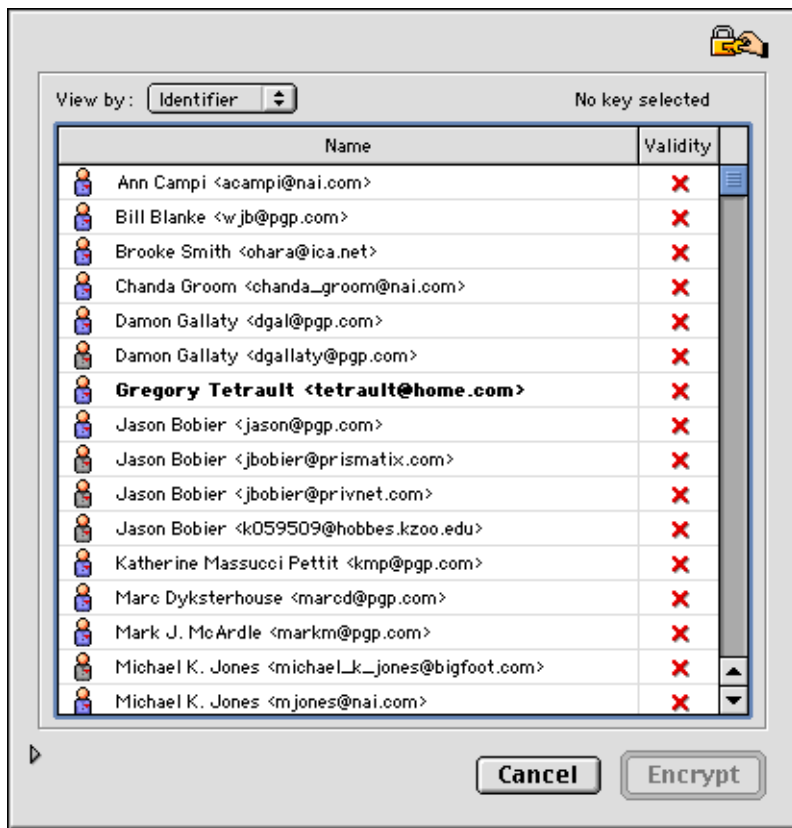 View by: Identifier No key selected
Name Validity
Ann Campi <acampi@nai.com>
Bill Blanke <wjb@pgp.com>
Brooke Smith <ohara@ica.net>
Chanda Groom <chanda_groom@nai.com>
Damon Gallaty <dgal@pgp.com>
Damon Gallaty <dgallaty@pgp.com>
Gregory Tetrault <tetrault@home.com>
Jason Bobier <jason@pgp.com>
Jason Bobier <jbobier@prismatix.com>
Jason Bobier <jbobier@privnet.com>
Jason Bobier <k059509@hobbes.kzoo.edu>
Katherine Massucci Pettit <kmp@pgp.com>
Marc Dyksterhouse <marcd@pgp.com>
Mark J. McArdle <markm@pgp.com>
Michael K. Jones <michael_k_jones@bigfoot.com>
Michael K. Jones <mjones@nai.com>
Cancel Encrypt